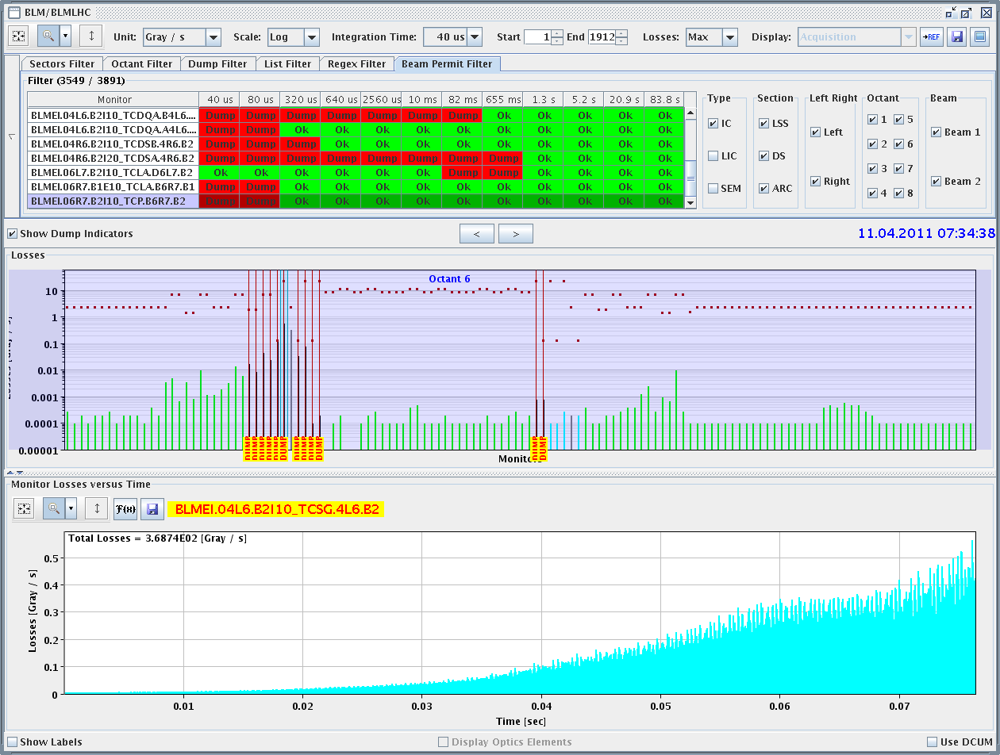 BLM/BLMLHC
Unit: Gray / s Scale: Log Integration Time: 40 us Start 1 End 1912 Losses: Max Display: Acquisition →REF
Sectors Filter Octant Filter Dump Filter List Filter Regex Filter Beam Permit Filter
Filter (3549 / 3891)
Monitor 40 us 80 us 320 us 640 us 2560 us 10 ms 82 ms 655 ms 1.3 s 5.2 s 20.9 s 83.8 s
BLMEI.04L6.B2I10_TCDQA.B4L6.... Dump Dump Dump Dump Dump Dump Dump Ok Ok Ok Ok Ok
BLMEI.04L6.B2I10_TCDQA.A4L6.... Dump Dump Ok Ok Ok Ok Ok Ok Ok Ok Ok Ok
BLMEI.04R6.B2I10_TCDSB.4R6.B2 Dump Dump Dump Ok Ok Ok Ok Ok Ok Ok Ok Ok
BLMEI.04R6.B2I20_TCDSA.4R6.B2 Dump Dump Dump Dump Dump Dump Dump Dump Ok Ok Ok Ok
BLMEI.06L7.B2I10_TCLA.D6L7.B2 Ok Ok Ok Ok Ok Ok Dump Dump Ok Ok Ok Ok
BLMEI.06R7.B1E10_TCLA.B6R7.B1 Dump Dump Ok Ok Ok Ok Ok Ok Ok Ok Ok Ok
BLMEI.06R7.B2I10_TCP.B6R7.B2 Dump Dump Ok Ok Ok Ok Ok Ok Ok Ok Ok Ok
Type Section Left Right Octant Beam
IC LSS Left 1 5 Beam 1
LIC DS 2 6
SEM ARC Right 3 7 Beam 2
4 8
Show Dump Indicators < > 11.04.2011 07:34:38
Losses
Losses [Gray / s]
Octant 6
10
1
0.1
0.01
0.001
0.0001
0.00001
DUMP DUMP DUMP DUMP DUMP DUMP DUMP DUMP DUMP DUMP DUMP DUMP
Monitors
Monitor Losses versus Time
F(x) BLMEI.04L6.B2I10_TCSG.4L6.B2
Total Losses = 3.6874E02 [Gray / s]
Losses [Gray / s]
0.5
0.4
0.3
0.2
0.1
0
0.01 0.02 0.03 0.04 0.05 0.06 0.07
Time [sec]
Show Labels Display Optics Elements Use DCUM